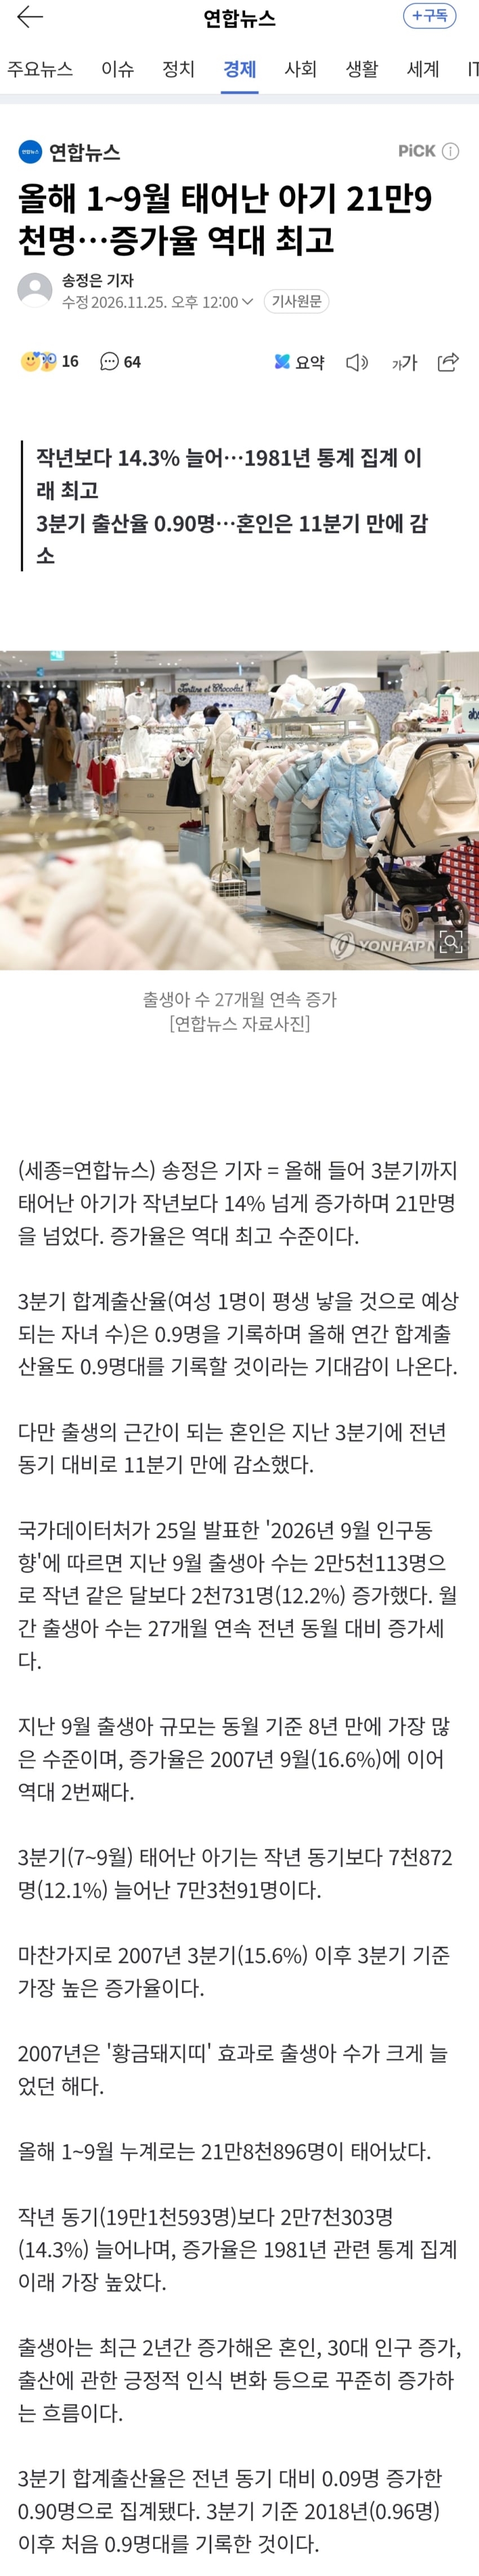 연합뉴스
+구독
주요뉴스 이슈 정치 경제 사회 생활 세계 IT
연합뉴스
PiCK
올해 1~9월 태어난 아기 21만9
천명…증가율 역대 최고
송정은 기자
수정 2026.11.25. 오후 12:00
기사원문
16 64 요약 가가
작년보다 14.3% 늘어…1981년 통계 집계 이
래 최고
3분기 출산율 0.90명…혼인은 11분기 만에 감
소
Tartine et Chocolat
YONHAP NEWS
출생아 수 27개월 연속 증가
[연합뉴스 자료사진]
(세종=연합뉴스) 송정은 기자 = 올해 들어 3분기까지
태어난 아기가 작년보다 14% 넘게 증가하며 21만명
을 넘었다. 증가율은 역대 최고 수준이다.
3분기 합계출산율(여성 1명이 평생 낳을 것으로 예상
되는 자녀 수)은 0.9명을 기록하며 올해 연간 합계출
산율도 0.9명대를 기록할 것이라는 기대감이 나온다.
다만 출생의 근간이 되는 혼인은 지난 3분기에 전년
동기 대비로 11분기 만에 감소했다.
국가데이터처가 25일 발표한 '2026년 9월 인구동
향'에 따르면 지난 9월 출생아 수는 2만5천113명으
로 작년 같은 달보다 2천731명(12.2%) 증가했다. 월
간 출생아 수는 27개월 연속 전년 동월 대비 증가세
다.
지난 9월 출생아 규모는 동월 기준 8년 만에 가장 많
은 수준이며, 증가율은 2007년 9월(16.6%)에 이어
역대 2번째다.
3분기(7~9월) 태어난 아기는 작년 동기보다 7천872
명(12.1%) 늘어난 7만3천91명이다.
마찬가지로 2007년 3분기(15.6%) 이후 3분기 기준
가장 높은 증가율이다.
2007년은 '황금돼지띠' 효과로 출생아 수가 크게 늘
었던 해다.
올해 1~9월 누계로는 21만8천896명이 태어났다.
작년 동기(19만1천593명)보다 2만7천303명
(14.3%) 늘어나며, 증가율은 1981년 관련 통계 집계
이래 가장 높았다.
출생아는 최근 2년간 증가해온 혼인, 30대 인구 증가,
출산에 관한 긍정적 인식 변화 등으로 꾸준히 증가하
는 흐름이다.
3분기 합계출산율은 전년 동기 대비 0.09명 증가한
0.90명으로 집계됐다. 3분기 기준 2018년(0.96명)
이후 처음 0.9명대를 기록한 것이다.